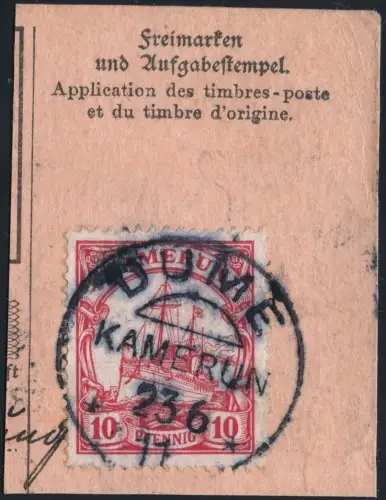 Freimarken
und Aufgabestempel.
Application des timbres-poste
et du timbre d'origine.
KAMERUN
DUME
KAMERUN
23 6
11
10 PFENNIG 10